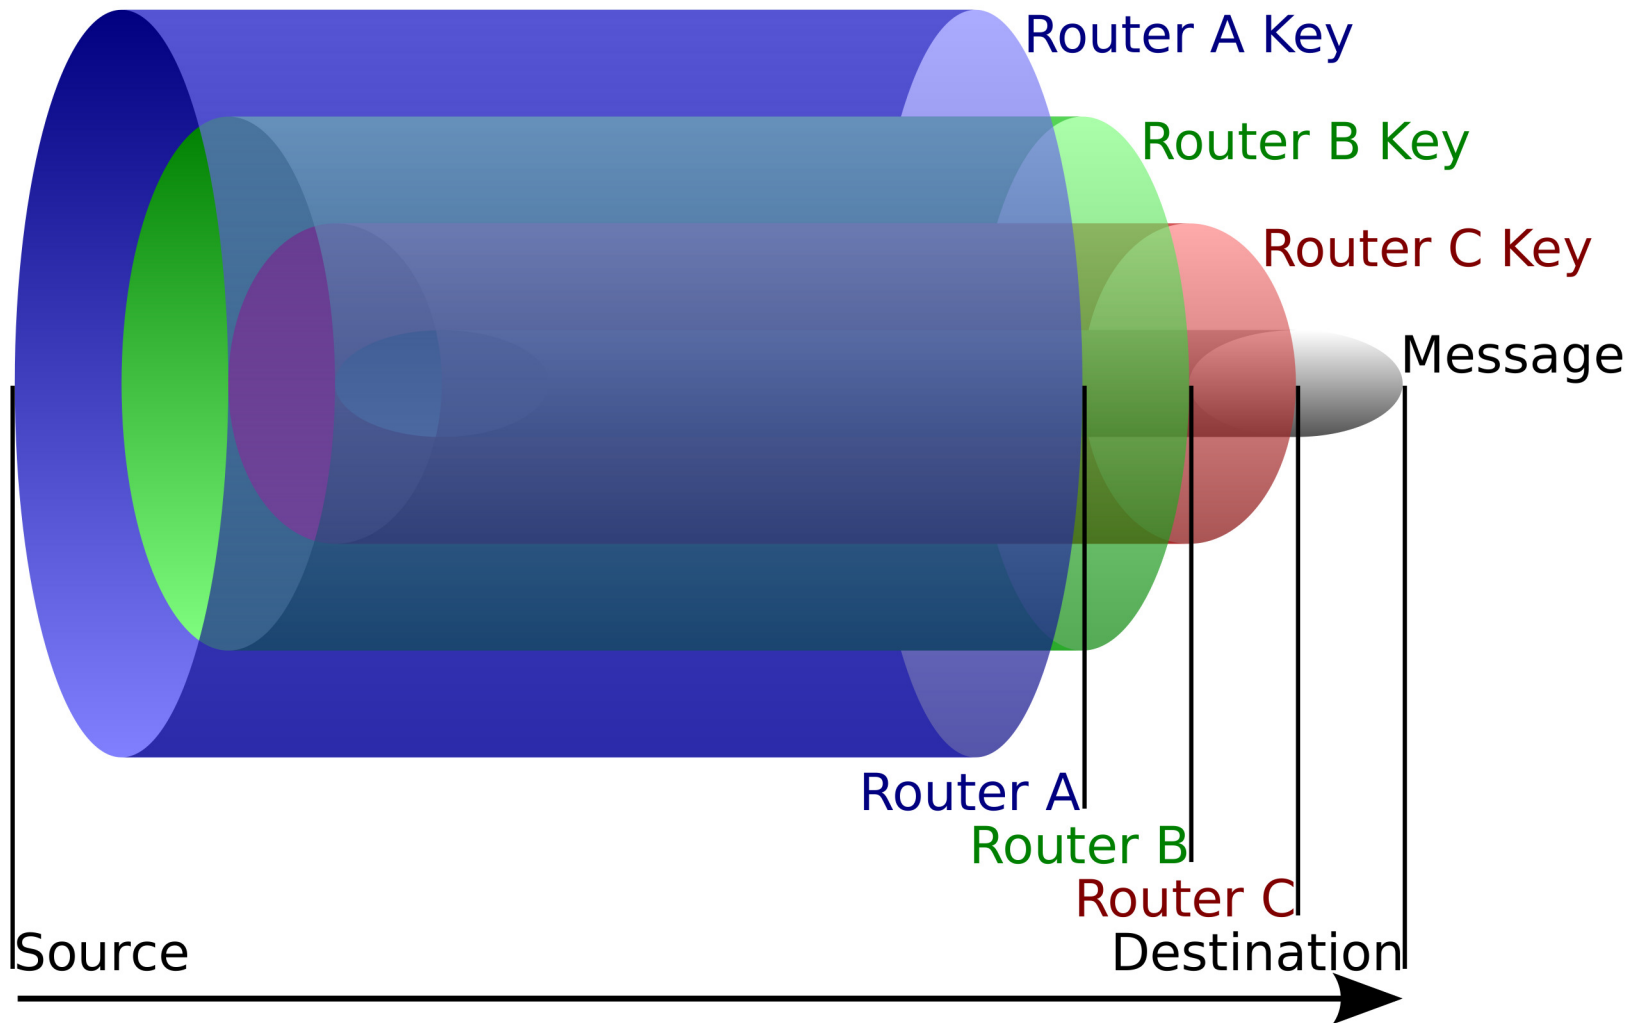 Router A Key
Router B Key
Router C Key
Message
Router A
Router B
Router C
Source
Destination